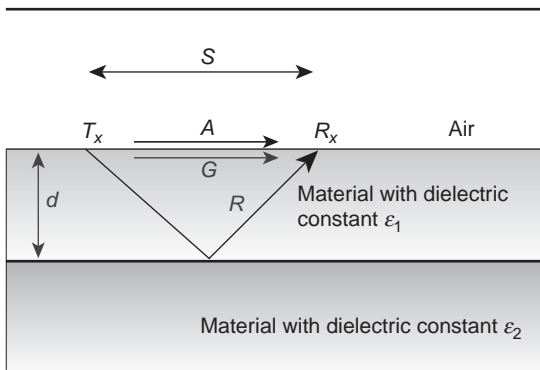 S
Tx
A
Rx
Air
G
d
R
Material with dielectric
constant ε1
Material with dielectric constant ε2